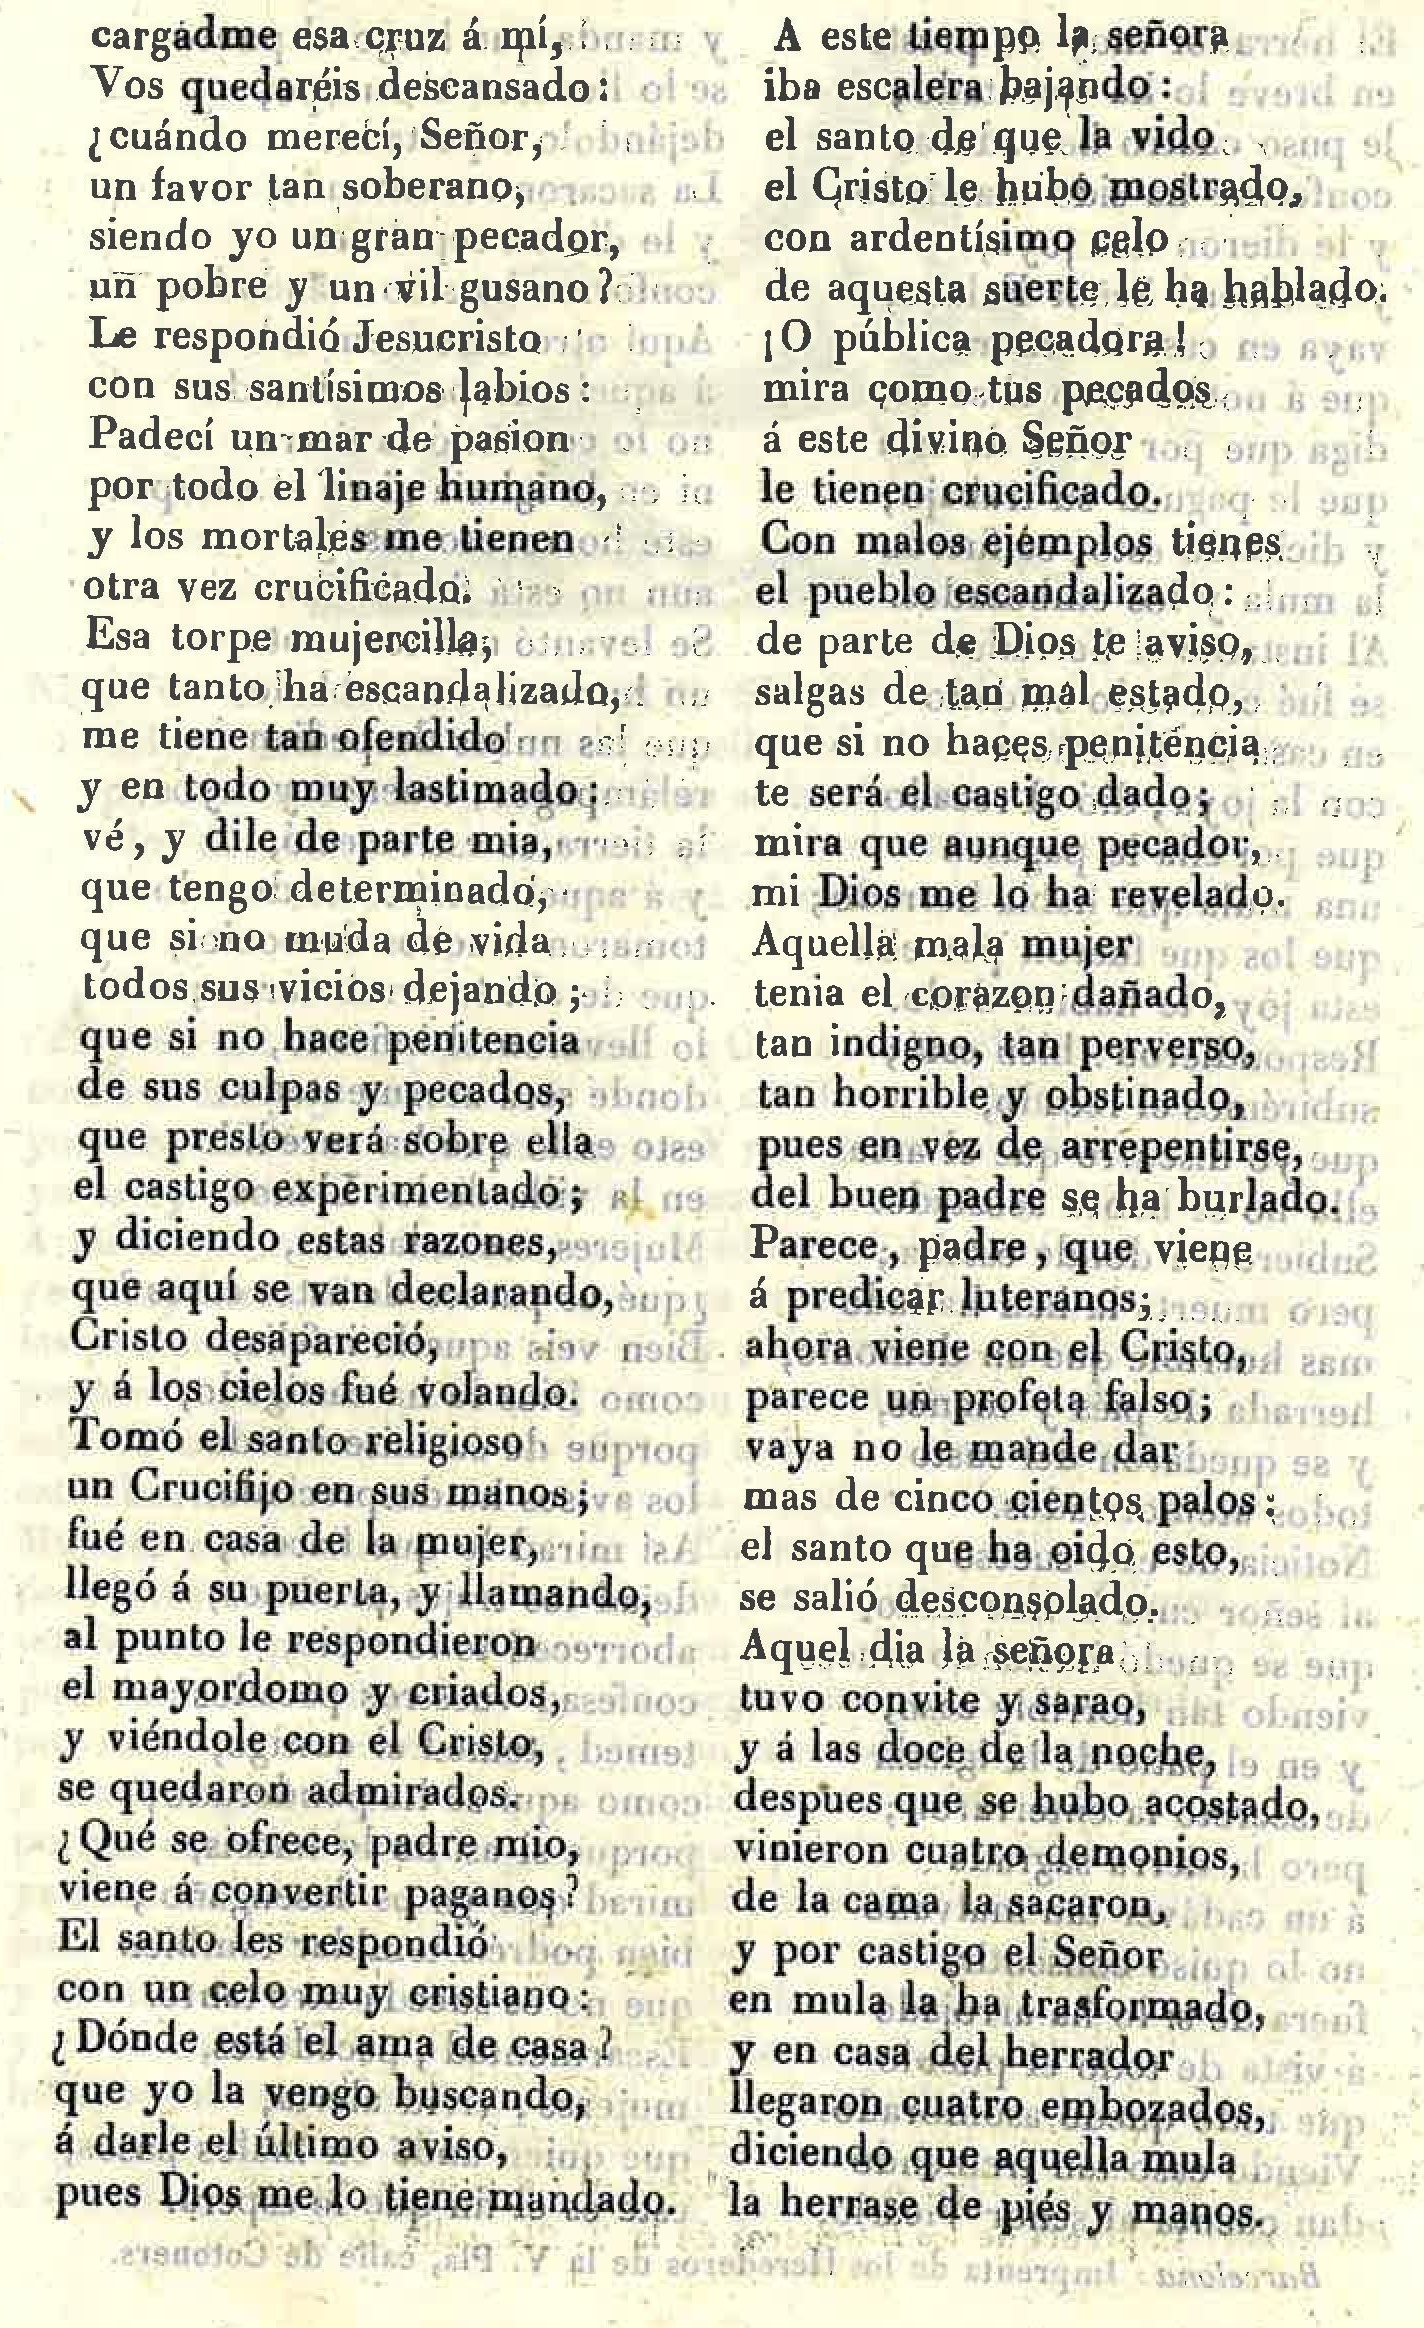 cargadme esa cruz á mí,
Vos quedaréis descansado:
¿cuándo merecí, Señor,
un favor tan soberano,
siendo yo un gran pecador,
un pobre y un vil gusano?
Le respondió Jesucristo
con sus santísimos labios:
Padecí un mar de pasion
por todo el linaje humano,
y los mortales me tienen
otra vez crucificado.
Esa torpe mujercilla,
que tanto ha escandalizado,
me tiene tan ofendido
y en todo muy lastimado;
vé, y dile de parte mia,
que tengo determinado,
que si no muda de vida
todos sus vicios dejando;
que si no hace penitencia
de sus culpas y pecados,
que presto verá sobre ella
el castigo experimentado;
y diciendo estas razones,
que aquí se van declarando,
Cristo desapareció,
y á los cielos fué volando.
Tomó el santo religioso
un Crucifijo en sus manos;
fué en casa de la mujer,
llegó á su puerta, y llamando,
al punto le respondieron
el mayordomo y criados,
y viéndole con el Cristo,
se quedaron admirados.
¿Qué se ofrece, padre mio,
viene á convertir paganos?
El santo les respondió
con un celo muy cristiano:
¿Dónde está el ama de casa?
que yo la vengo buscando,
á darle el último aviso,
pues Dios me lo tiene mandado.
A este tiempo la señora
iba escalera bajando:
el santo de que la vido
el Cristo le hubo mostrado,
con ardentísimo celo
de aquesta suerte le ha hablado.
¡O pública pecadora!
mira como tus pecados
á este divino Señor
le tienen crucificado.
Con malos ejemplos tienes
el pueblo escandalizado:
de parte de Dios te aviso,
salgas de tan mal estado,
que si no haces penitencia
te será el castigo dado;
mira que aunque pecador,
mi Dios me lo ha revelado.
Aquella mala mujer
tenia el corazon dañado,
tan indigno, tan perverso,
tan horrible y obstinado,
pues en vez de arrepentirse,
del buen padre se ha burlado.
Parece, padre, que viene
á predicar luteranos;
ahora viene con el Cristo,
parece un profeta falso;
vaya no le mande dar
mas de cinco cientos palos:
el santo que ha oido esto,
se salió desconsolado.
Aquel dia la señora
tuvo convite y sarao,
y á las doce de la noche,
despues que se hubo acostado,
vinieron cuatro demonios,
de la cama la sacaron,
y por castigo el Señor
en mula la ha trasformado,
y en casa del herrador
llegaron cuatro embozados,
diciendo que aquella mula
la herrase de piés y manos.